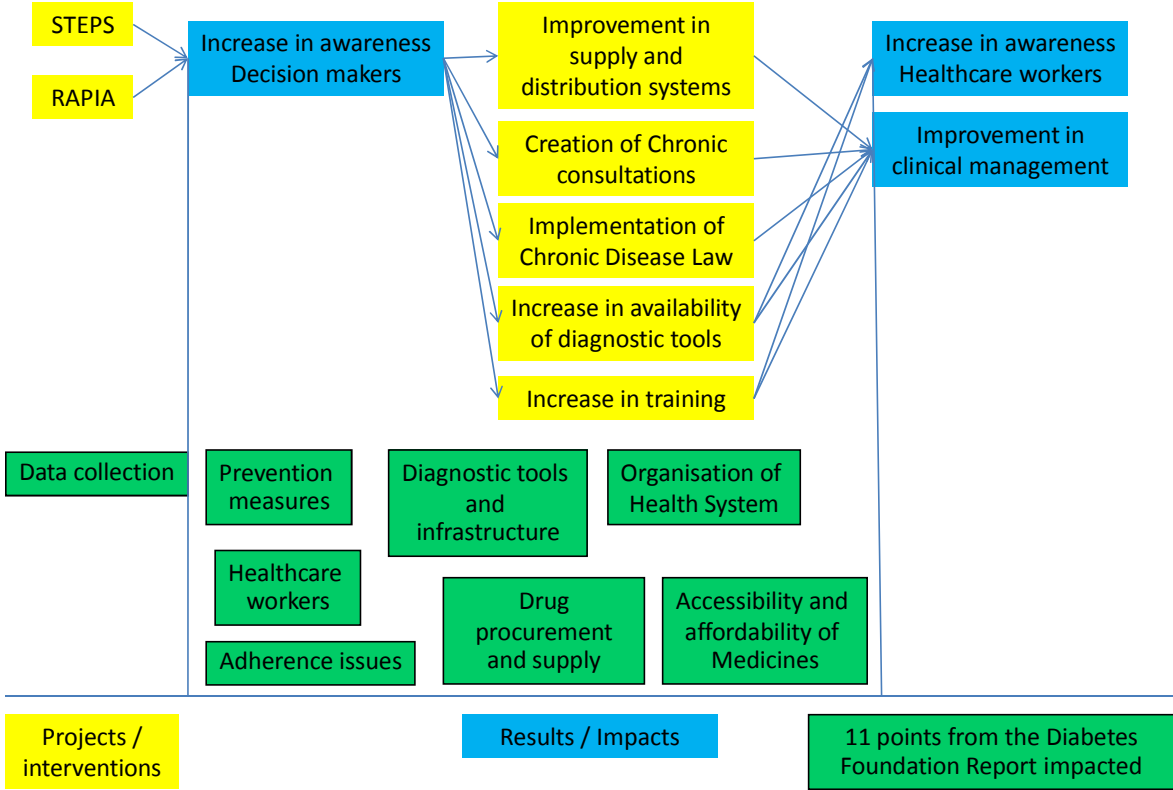 STEPS
RAPIA
Increase in awareness
Decision makers
Improvement in
supply and
distribution systems
Creation of Chronic
consultations
Implementation of
Chronic Disease Law
Increase in availability
of diagnostic tools
Increase in training
Increase in awareness
Healthcare workers
Improvement in
clinical management
Data collection
Prevention
measures
Diagnostic tools
and
infrastructure
Organisation of
Health System
Healthcare
workers
Drug
procurement
and supply
Accessibility and
affordability of
Medicines
Adherence issues
Projects /
interventions
Results / Impacts
11 points from the Diabetes
Foundation Report impacted